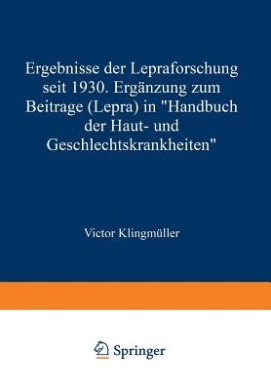 Ergebnisse der Lepraforschung
seit 1930. Ergänzung zum
Beitrage (Lepra) in "Handbuch
der Haut- und
Geschlechtskrankheiten"
Victor Klingmüller
Springer